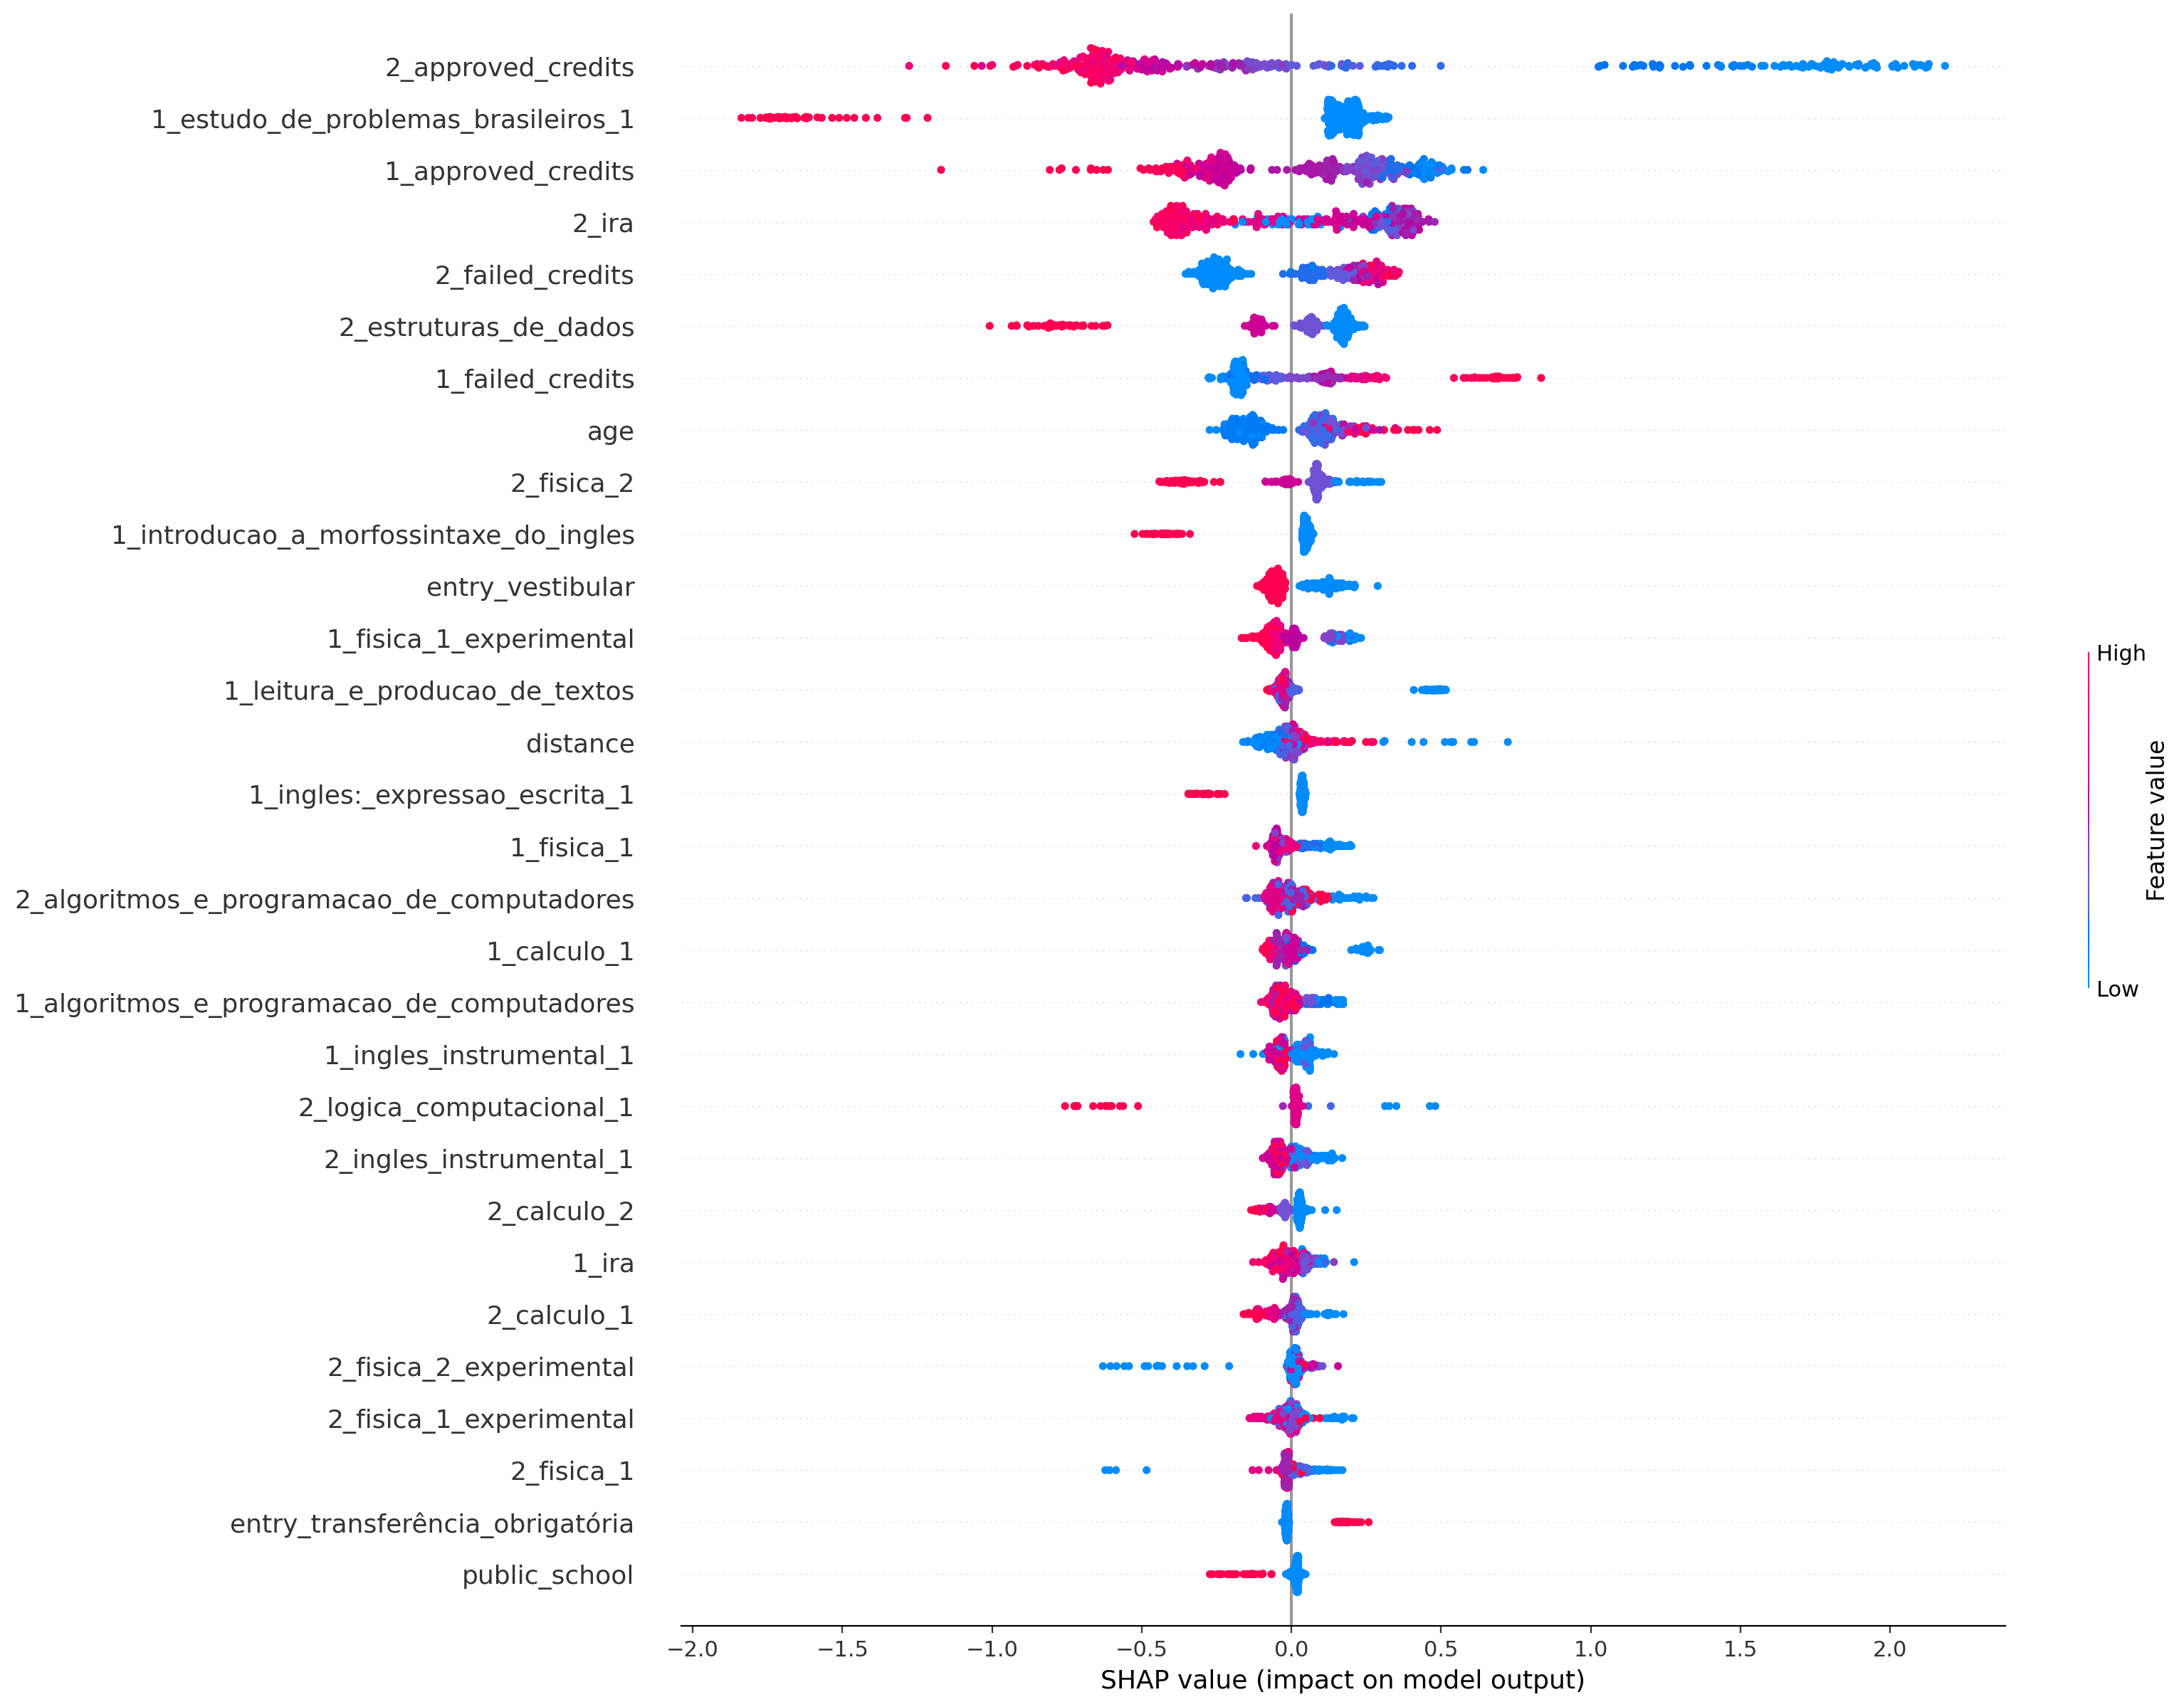 2_approved_credits
1_estudo_de_problemas_brasileiros_1
1_approved_credits
2_ira
2_failed_credits
2_estruturas_de_dados
1_failed_credits
age
2_fisica_2
1_introducao_a_morfossintaxe_do_ingles
entry_vestibular
1_fisica_1_experimental
1_leitura_e_producao_de_textos
distance
1_ingles:_expressao_escrita_1
1_fisica_1
2_algoritmos_e_programacao_de_computadores
1_calculo_1
1_algoritmos_e_programacao_de_computadores
1_ingles_instrumental_1
2_logica_computacional_1
2_ingles_instrumental_1
2_calculo_2
1_ira
2_calculo_1
2_fisica_2_experimental
2_fisica_1_experimental
2_fisica_1
entry_transferência_obrigatória
public_school
−2.0 −1.5 −1.0 −0.5 0.0 0.5 1.0 1.5 2.0
SHAP value (impact on model output)
High
Feature value
Low